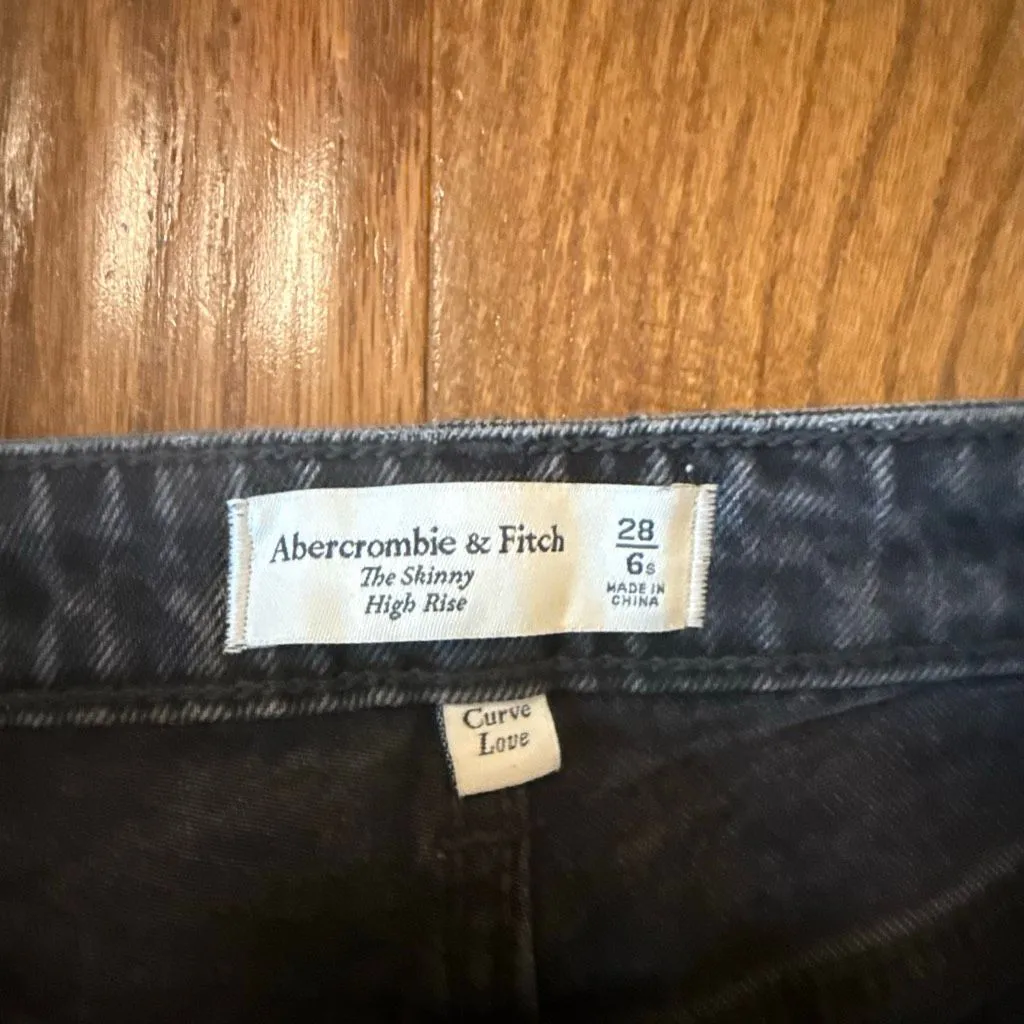 Abercrombie & Fitch
The Skinny
High Rise
28
6s
MADE IN
CHINA
Curve
Love